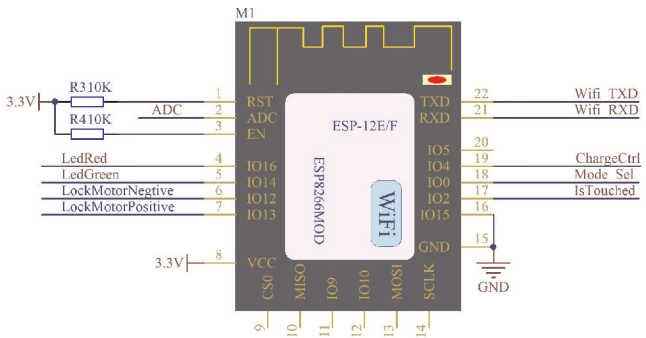 M1
R310K
3.3V
R410K
1 RST
ADC 2 ADC
3 EN
LedRed 4 IO16
LedGreen 5 IO14
LockMotorNegtive 6 IO12
LockMotorPositive 7 IO13
3.3V 8 VCC
ESP-12E/F
ESP8266MOD
WiFi
TXD 22 Wifi TXD
RXD 21 Wifi RXD
IO5 20
IO4 19 ChargeCtrl
IO0 18 Mode Sel
IO2 17 IsTouched
IO15 16
GND 15
GND
CS0 MISO IO9 IO10 MOSI SCLK
9 10 11 12 13 14